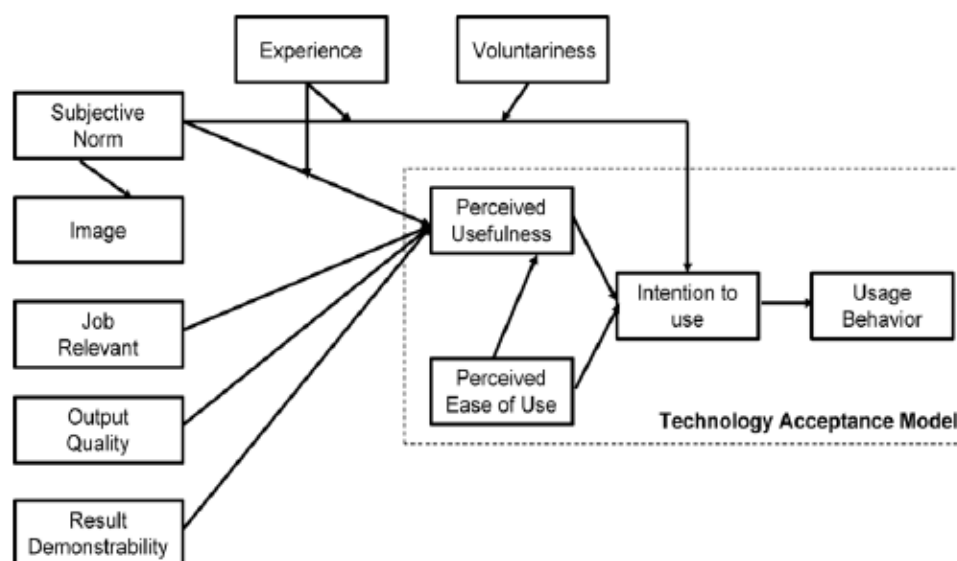 Experience
Voluntariness
Subjective
Norm
Image
Perceived
Usefulness
Job
Relevant
Intention to
use
Usage
Behavior
Perceived
Ease of Use
Output
Quality
Technology Acceptance Model
Result
Demonstrability